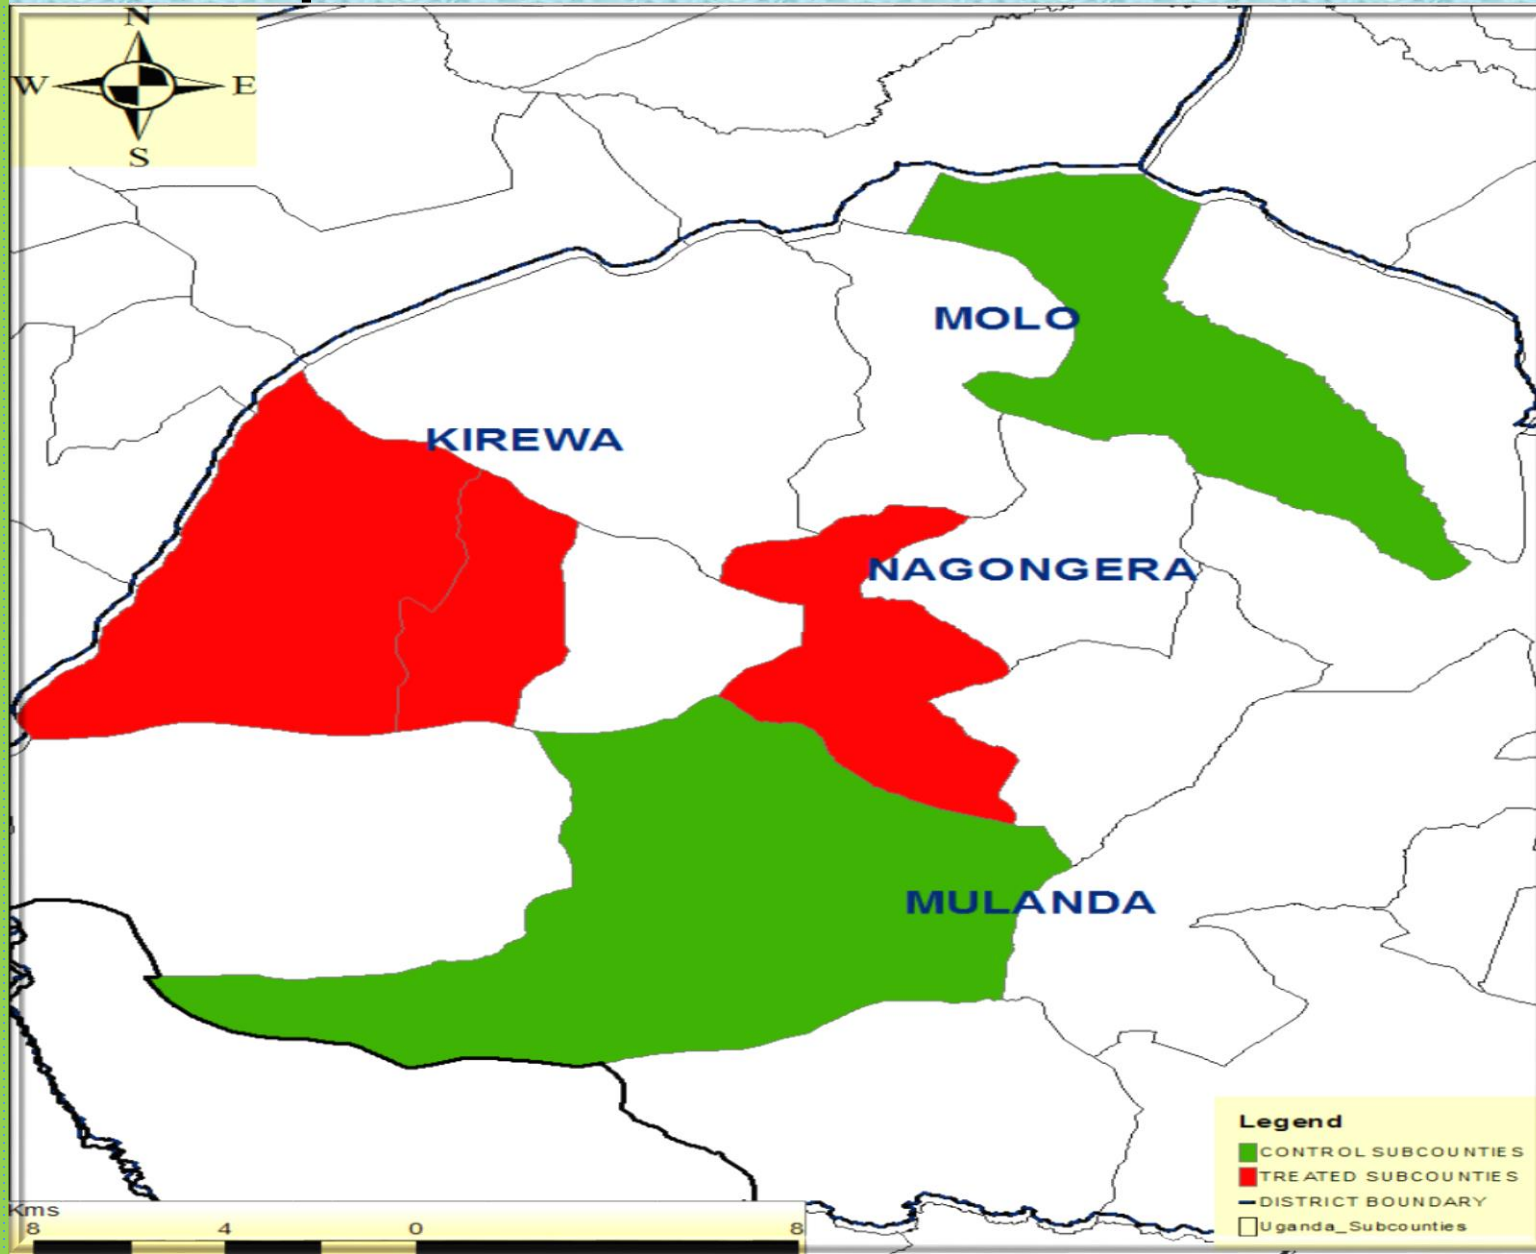 N
W E
S
MOLO
KIREWA
NAGONGERA
MULANDA
Legend
CONTROL SUBCOUNTIES
TREATED SUBCOUNTIES
DISTRICT BOUNDARY
Uganda_Subcounties
Kms
8 4 0 8